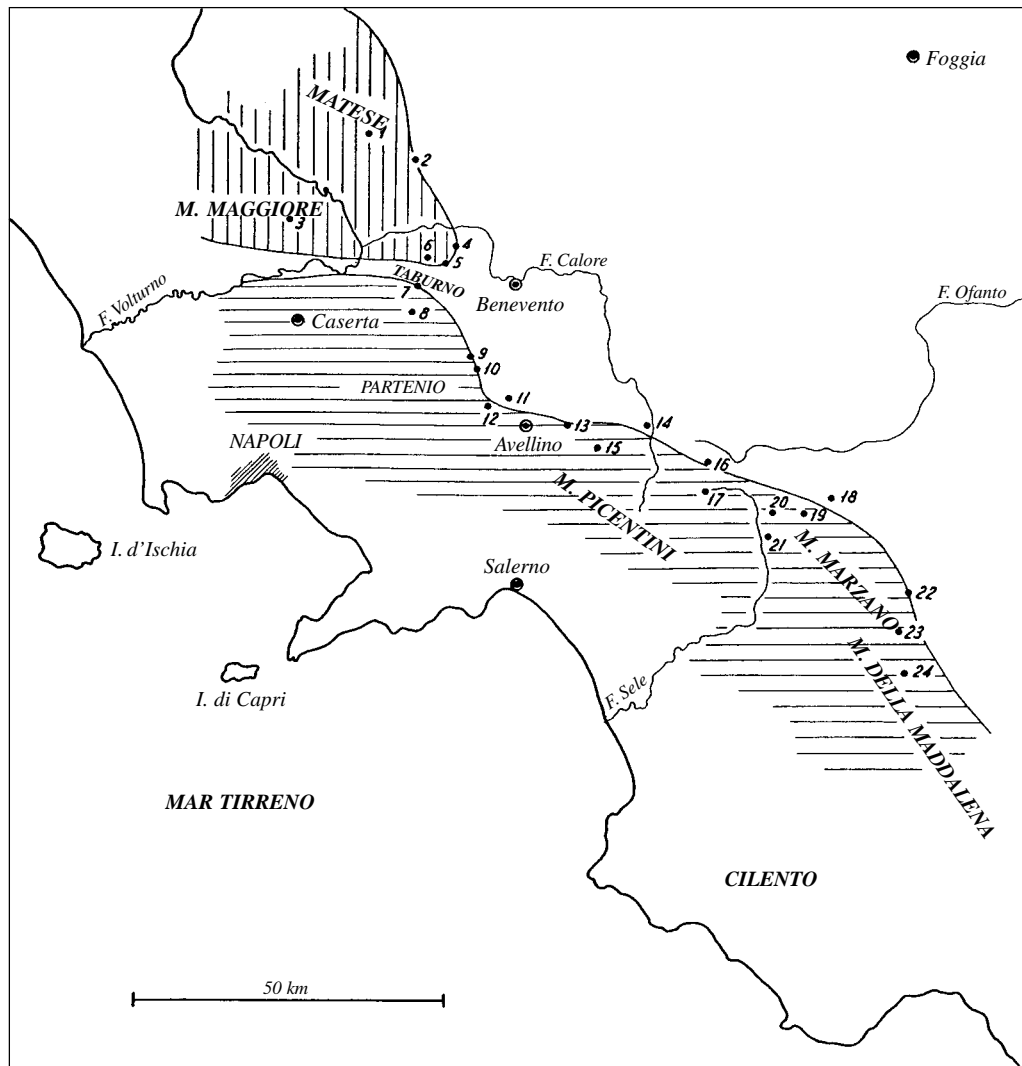 Foggia
MATESE
1
2
M. MAGGIORE
3
4
6
5
TABURNO
F. Calore
Benevento
F. Volturno
F. Ofanto
7
8
Caserta
9
10
PARTENIO
11
12
13
14
Avellino
15
NAPOLI
16
17
18
20
19
M. PICENTINI
21
I. d'Ischia
Salerno
M. MARZANO
22
23
24
M. DELLA MADDALENA
F. Sele
I. di Capri
MAR TIRRENO
CILENTO
50 km